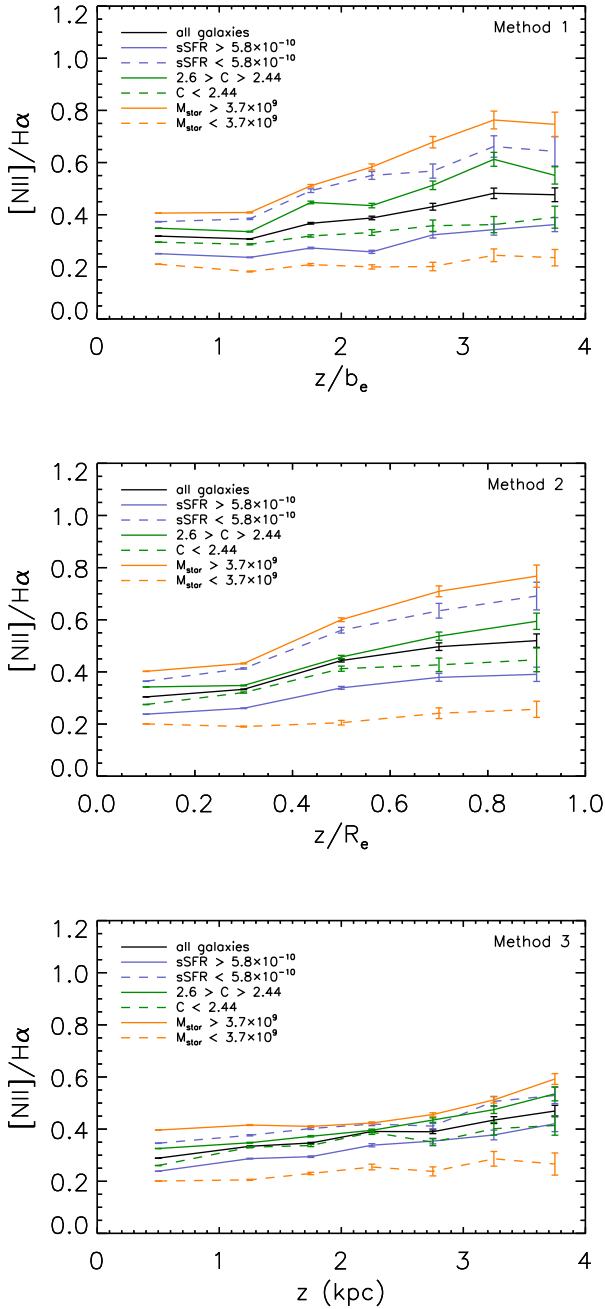 Method 1
all galaxies
sSFR > 5.8×10⁻¹⁰
sSFR < 5.8×10⁻¹⁰
2.6 > C > 2.44
C < 2.44
Mstar > 3.7×10⁹
Mstar < 3.7×10⁹
[NII]/Hα
1.2
1.0
0.8
0.6
0.4
0.2
0.0
0 1 2 3 4
z/be
Method 2
all galaxies
sSFR > 5.8×10⁻¹⁰
sSFR < 5.8×10⁻¹⁰
2.6 > C > 2.44
C < 2.44
Mstar > 3.7×10⁹
Mstar < 3.7×10⁹
[NII]/Hα
1.2
1.0
0.8
0.6
0.4
0.2
0.0
0.0 0.2 0.4 0.6 0.8 1.0
z/Re
Method 3
all galaxies
sSFR > 5.8×10⁻¹⁰
sSFR < 5.8×10⁻¹⁰
2.6 > C > 2.44
C < 2.44
Mstar > 3.7×10⁹
Mstar < 3.7×10⁹
[NII]/Hα
1.2
1.0
0.8
0.6
0.4
0.2
0.0
0 1 2 3 4
z (kpc)